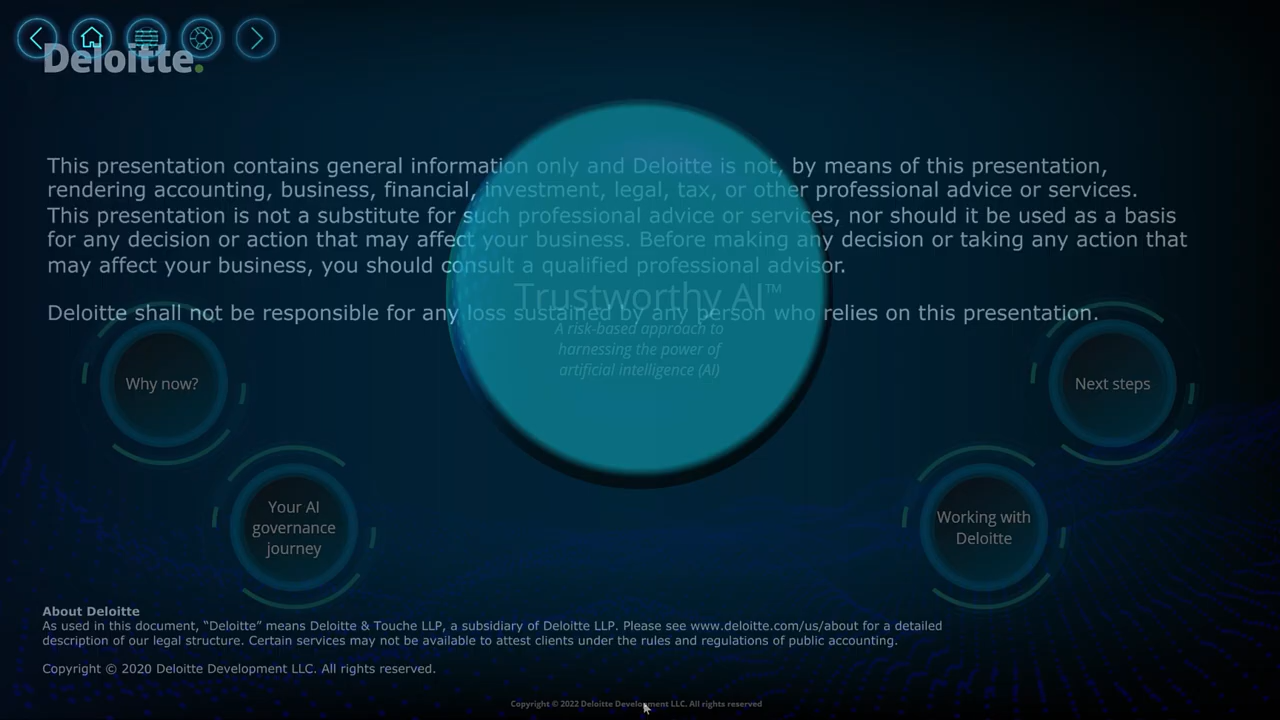 Deloitte.
This presentation contains general information only and Deloitte is not, by means of this presentation,
rendering accounting, business, financial, investment, legal, tax, or other professional advice or services.
This presentation is not a substitute for such professional advice or services, nor should it be used as a basis
for any decision or action that may affect your business. Before making any decision or taking any action that
may affect your business, you should consult a qualified professional advisor.
Trustworthy AI™
Deloitte shall not be responsible for any loss sustained by any person who relies on this presentation.
A risk-based approach to
harnessing the power of
artificial intelligence (AI)
Why now?
Next steps
Your AI
governance
journey
Working with
Deloitte
About Deloitte
As used in this document, “Deloitte” means Deloitte & Touche LLP, a subsidiary of Deloitte LLP. Please see www.deloitte.com/us/about for a detailed
description of our legal structure. Certain services may not be available to attest clients under the rules and regulations of public accounting.
Copyright © 2020 Deloitte Development LLC. All rights reserved.
Copyright © 2022 Deloitte Development LLC. All rights reserved